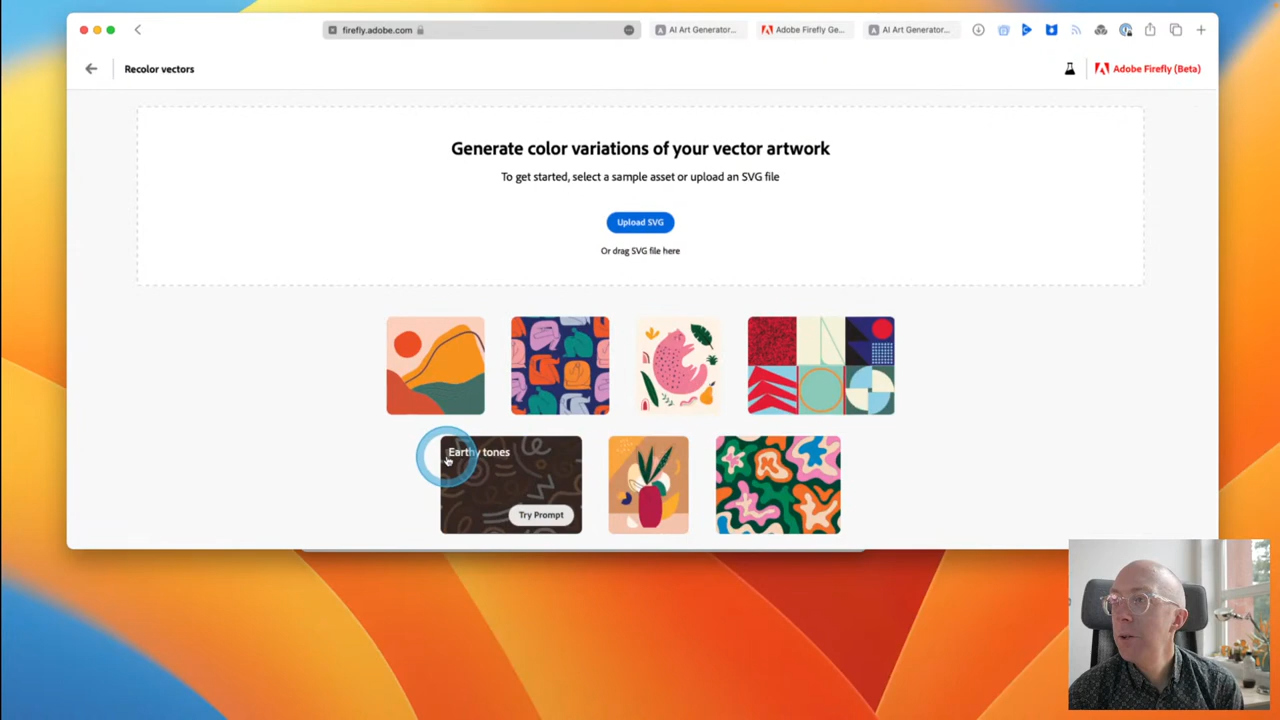 firefly.adobe.com
AI Art Generator...
Adobe Firefly Ge...
AI Art Generator...
Recolor vectors
Adobe Firefly (Beta)
Generate color variations of your vector artwork
To get started, select a sample asset or upload an SVG file
Upload SVG
Or drag SVG file here
Earthy tones
Try Prompt